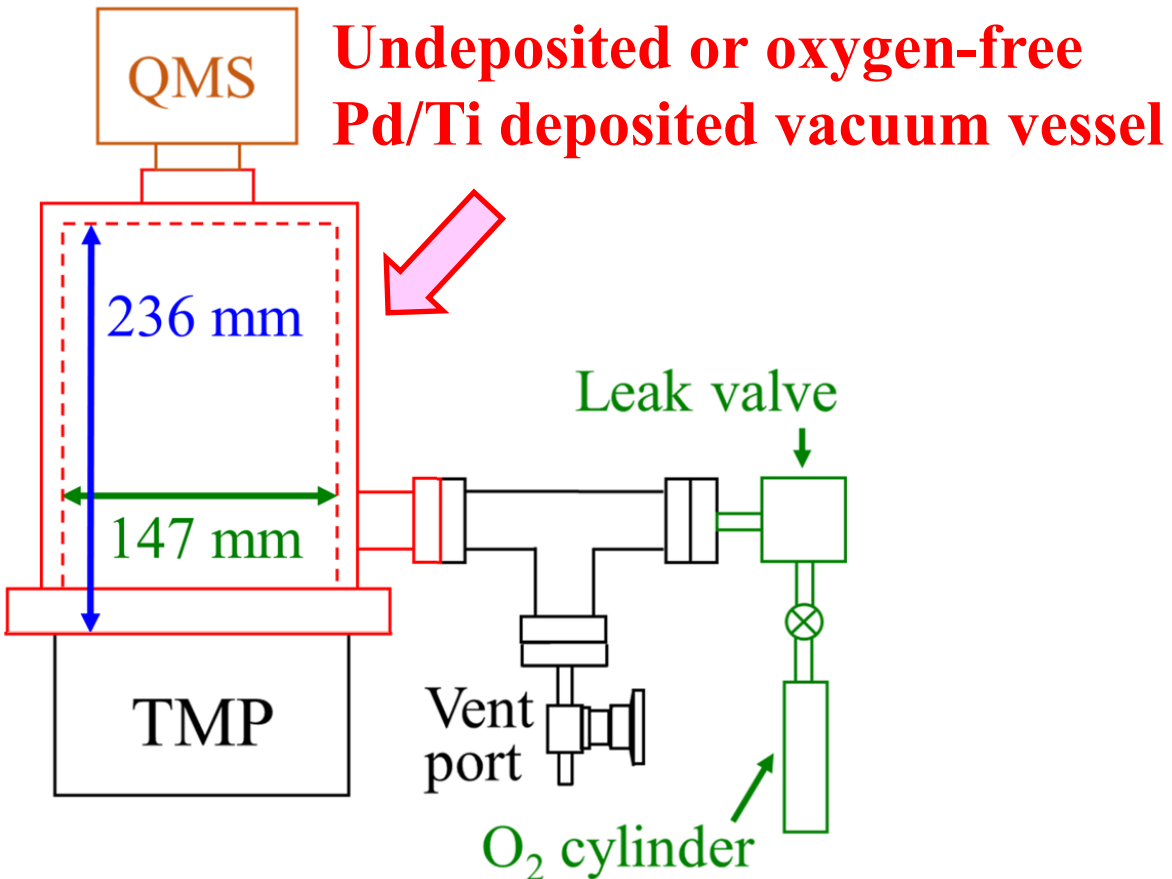 QMS
Undeposited or oxygen-free
Pd/Ti deposited vacuum vessel
236 mm
Leak valve
147 mm
TMP
Vent
port
O₂ cylinder